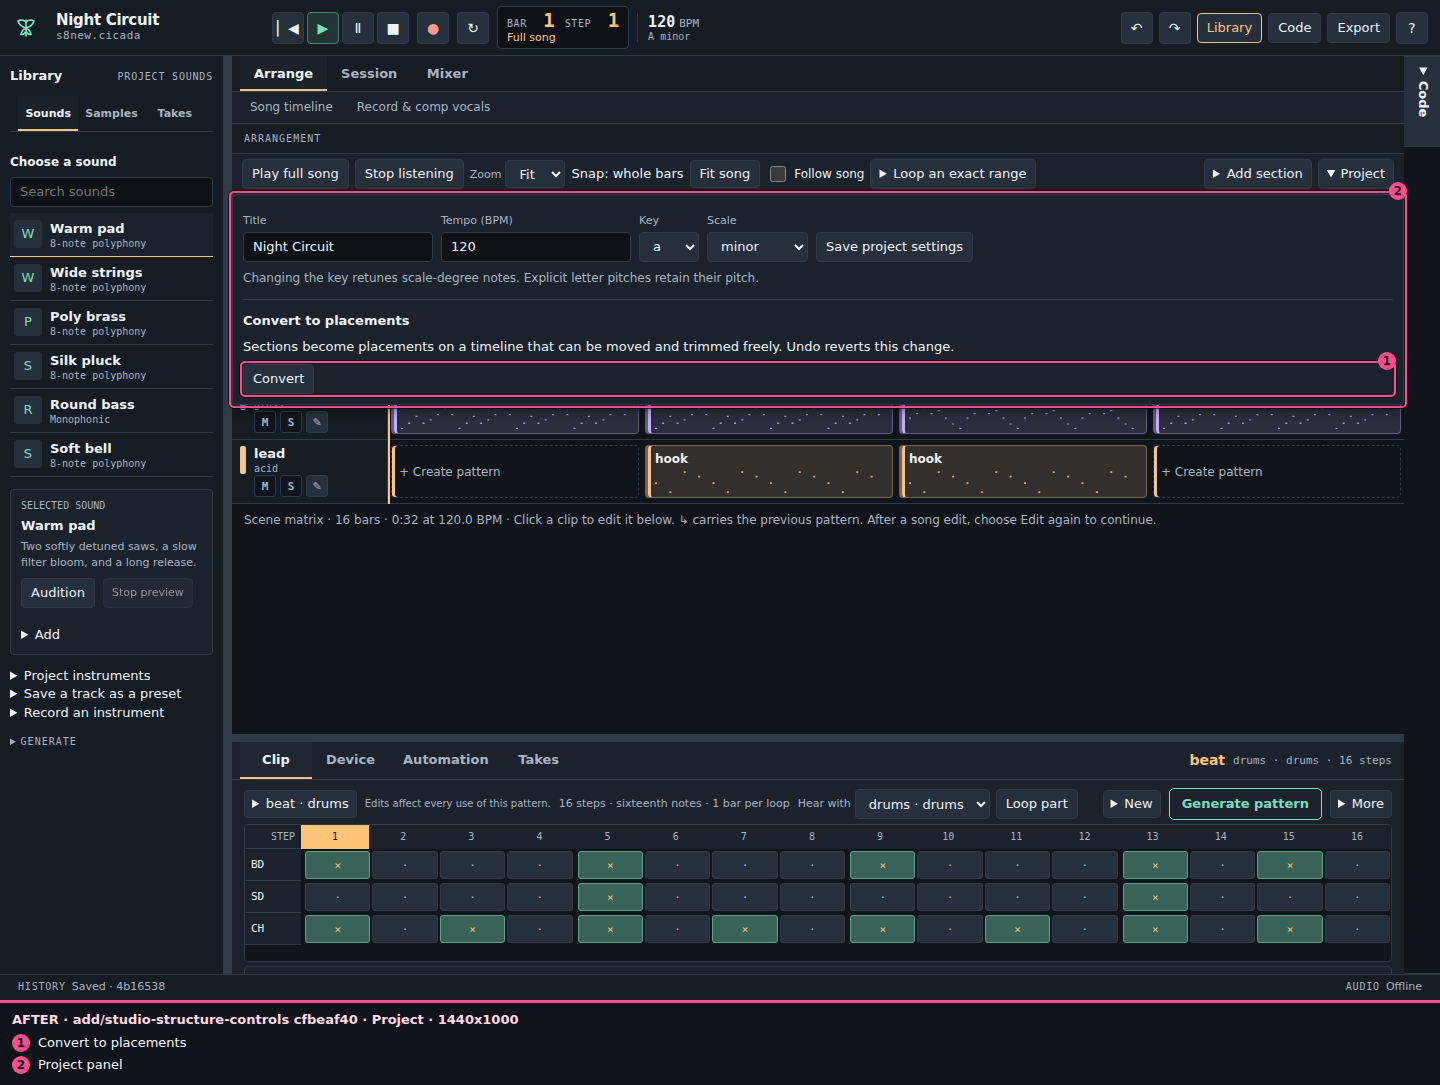 Night Circuit
s8new.cicada
BAR 1 STEP 1
Full song
120 BPM
A minor
Library
Code
Export
?
Library
PROJECT SOUNDS
Sounds
Samples
Takes
Choose a sound
Search sounds
W
Warm pad
8-note polyphony
W
Wide strings
8-note polyphony
P
Poly brass
8-note polyphony
S
Silk pluck
8-note polyphony
R
Round bass
Monophonic
S
Soft bell
8-note polyphony
SELECTED SOUND
Warm pad
Two softly detuned saws, a slow
filter bloom, and a long release.
Audition
Stop preview
Add
Project instruments
Save a track as a preset
Record an instrument
GENERATE
Arrange
Session
Mixer
Song timeline
Record & comp vocals
ARRANGEMENT
Play full song
Stop listening
Zoom
Fit
Snap: whole bars
Fit song
Follow song
Loop an exact range
Add section
Project
2
Title
Tempo (BPM)
Key
Scale
Night Circuit
120
a
minor
Save project settings
Changing the key retunes scale-degree notes. Explicit letter pitches retain their pitch.
Convert to placements
Sections become placements on a timeline that can be moved and trimmed freely. Undo reverts this change.
1
Convert
M
S
lead
acid
M
S
+ Create pattern
hook
hook
+ Create pattern
Scene matrix · 16 bars · 0:32 at 120.0 BPM · Click a clip to edit it below. ↳ carries the previous pattern. After a song edit, choose Edit again to continue.
Code
Clip
Device
Automation
Takes
beat drums · drums · 16 steps
beat · drums
Edits affect every use of this pattern.
16 steps · sixteenth notes · 1 bar per loop
Hear with
drums · drums
Loop part
New
Generate pattern
More
STEP 1 2 3 4 5 6 7 8 9 10 11 12 13 14 15 16
BD × · · · × · · · × · · · × · × ·
SD · · · · × · · · · · · · × · · ·
CH × · × · × · × · × · × · × · × ·
HISTORY Saved · 4b16538
AUDIO Offline
AFTER · add/studio-structure-controls cfbeaf40 · Project · 1440x1000
1 Convert to placements
2 Project panel